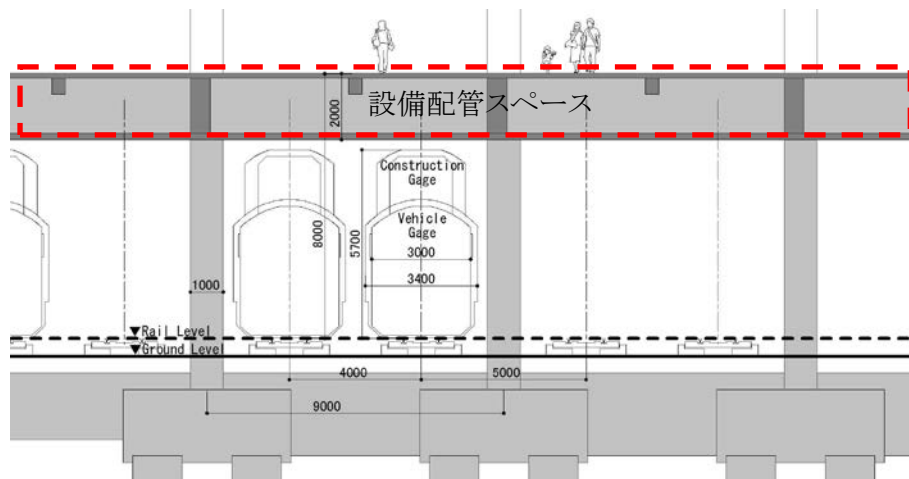 設備配管スペース
2000
Construction
Gage
Vehicle
Gage
8000
5700
3000
3400
1000
▼Rail Level
▼Ground Level
4000
5000
9000